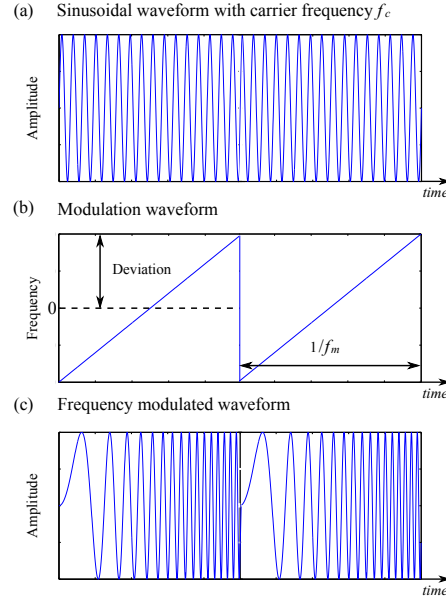 (a) Sinusoidal waveform with carrier frequency f_c
Amplitude
time
(b) Modulation waveform
Deviation
Frequency
0
1/f_m
time
(c) Frequency modulated waveform
Amplitude
time